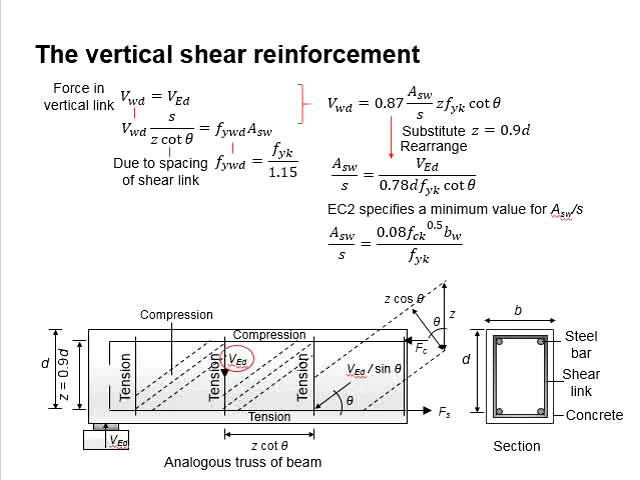 The vertical shear reinforcement
Force in
vertical link
V_wd = V_Ed
V_wd s / (z cot θ) = f_ywd A_sw
Due to spacing
of shear link
f_ywd = f_yk / 1.15
V_wd = 0.87 A_sw / s z f_yk cot θ
Substitute z = 0.9d
Rearrange
A_sw / s = V_Ed / (0.78 d f_yk cot θ)
EC2 specifies a minimum value for A_sw/s
A_sw / s = 0.08 f_ck^0.5 b_w / f_yk
Compression
Compression
z cos θ
θ
z
b
d
z = 0.9d
Tension
Tension
V_Ed
Tension
V_Ed / sin θ
θ
F_c
d
Steel
bar
Shear
link
Tension
F_s
Concrete
V_Ed
z cot θ
Section
Analogous truss of beam